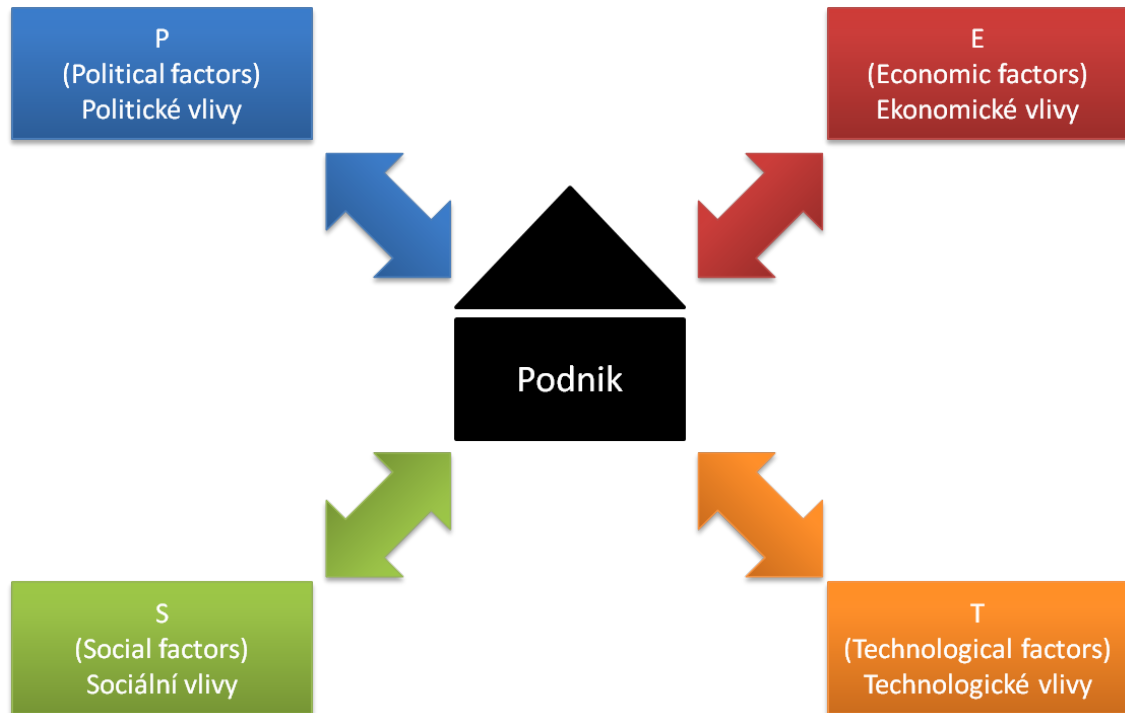 P
(Political factors)
Politické vlivy
E
(Economic factors)
Ekonomické vlivy
Podnik
S
(Social factors)
Sociální vlivy
T
(Technological factors)
Technologické vlivy